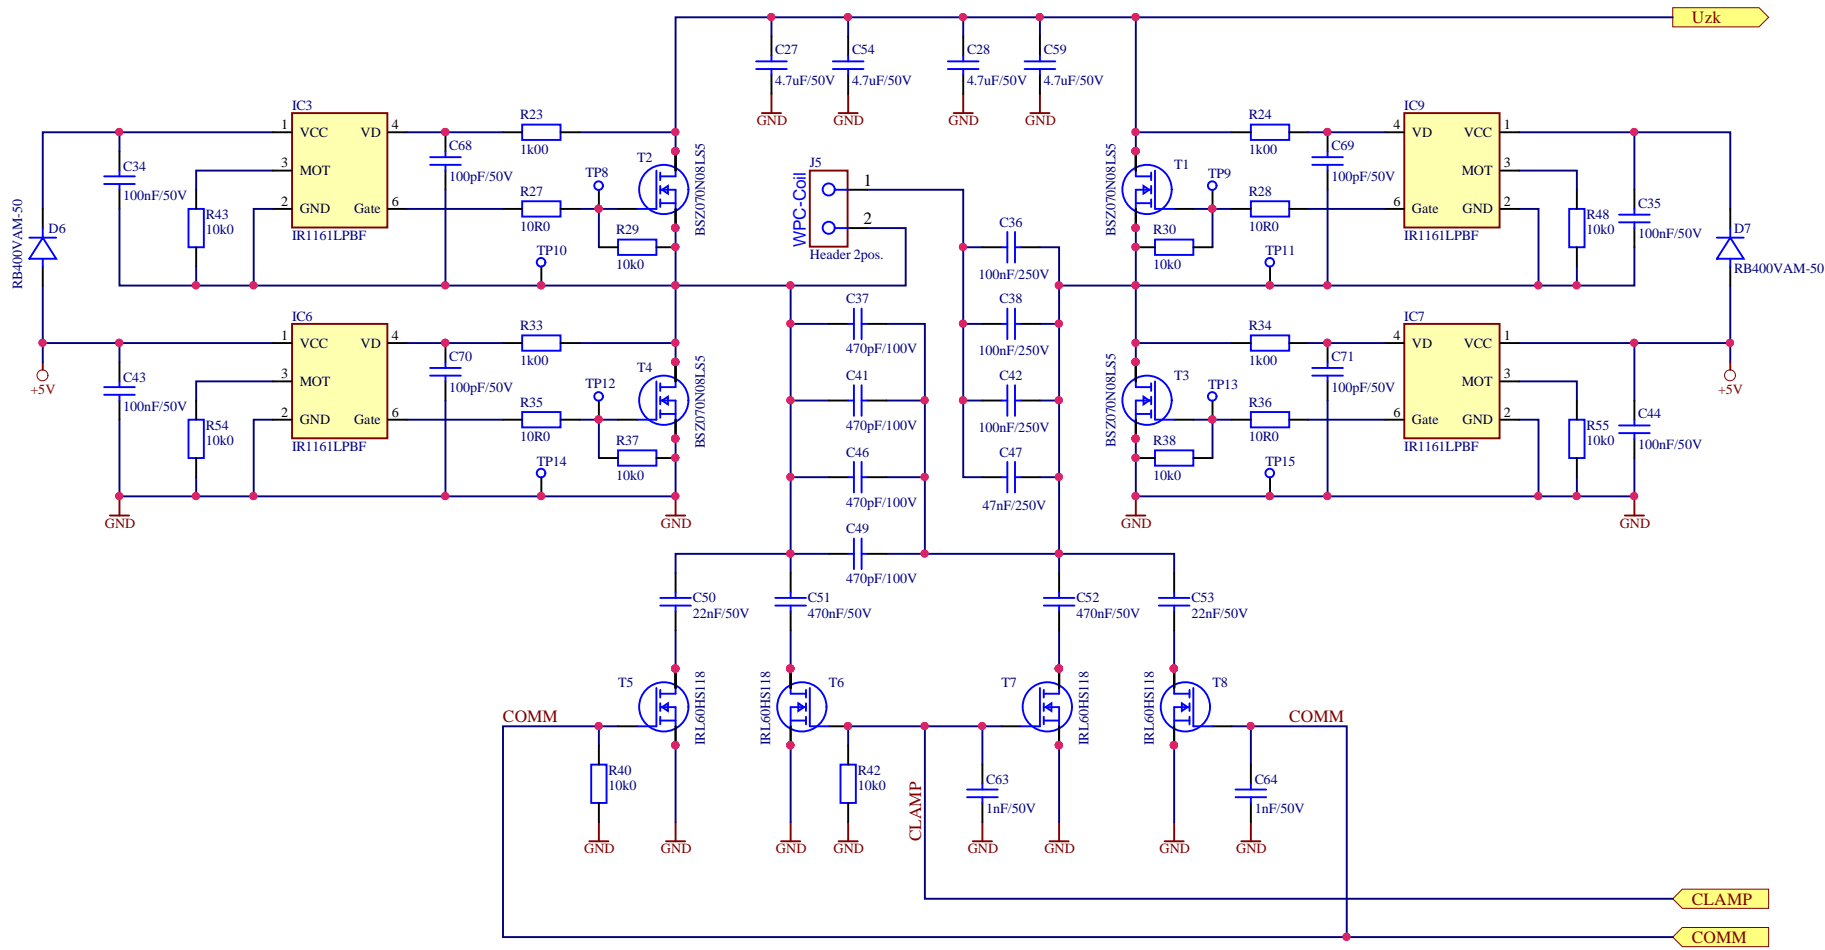 Uzk
C27
4.7uF/50V
GND
C54
4.7uF/50V
GND
C28
4.7uF/50V
GND
C59
4.7uF/50V
GND
IC3
1 VCC VD 4
3 MOT
2 GND Gate 6
IR1161LPBF
C34
100nF/50V
R43
10k0
D6
RB400VAM-50
C68
100pF/50V
R23
1k00
R27
10R0
TP8
R29
10k0
TP10
T2
BSZ070N08LS5
J5
WPC-Coil
1
2
Header 2pos.
T1
BSZ070N08LS5
TP9
R24
1k00
R28
10R0
R30
10k0
TP11
C69
100pF/50V
IC9
4 VD VCC 1
MOT 3
6 Gate GND 2
IR1161LPBF
R48
10k0
C35
100nF/50V
D7
RB400VAM-50
C36
100nF/250V
C37
470pF/100V
C38
100nF/250V
C41
470pF/100V
C42
100nF/250V
C46
470pF/100V
C47
47nF/250V
C49
470pF/100V
+5V
C43
100nF/50V
GND
IC6
1 VCC VD 4
3 MOT
2 GND Gate 6
IR1161LPBF
R54
10k0
C70
100pF/50V
R33
1k00
R35
10R0
TP12
R37
10k0
TP14
T4
BSZ070N08LS5
GND
T3
BSZ070N08LS5
GND
R34
1k00
TP13
R36
10R0
R38
10k0
TP15
C71
100pF/50V
IC7
4 VD VCC 1
MOT 3
6 Gate GND 2
IR1161LPBF
R55
10k0
C44
100nF/50V
GND
+5V
C50
22nF/50V
C51
470nF/50V
C52
470nF/50V
C53
22nF/50V
COMM
T5
IRL60HS118
IRL60HS118
T6
T7
IRL60HS118
IRL60HS118
T8
COMM
R40
10k0
R42
10k0
CLAMP
C63
1nF/50V
C64
1nF/50V
GND
GND
GND
GND
GND
GND
GND
GND
CLAMP
COMM